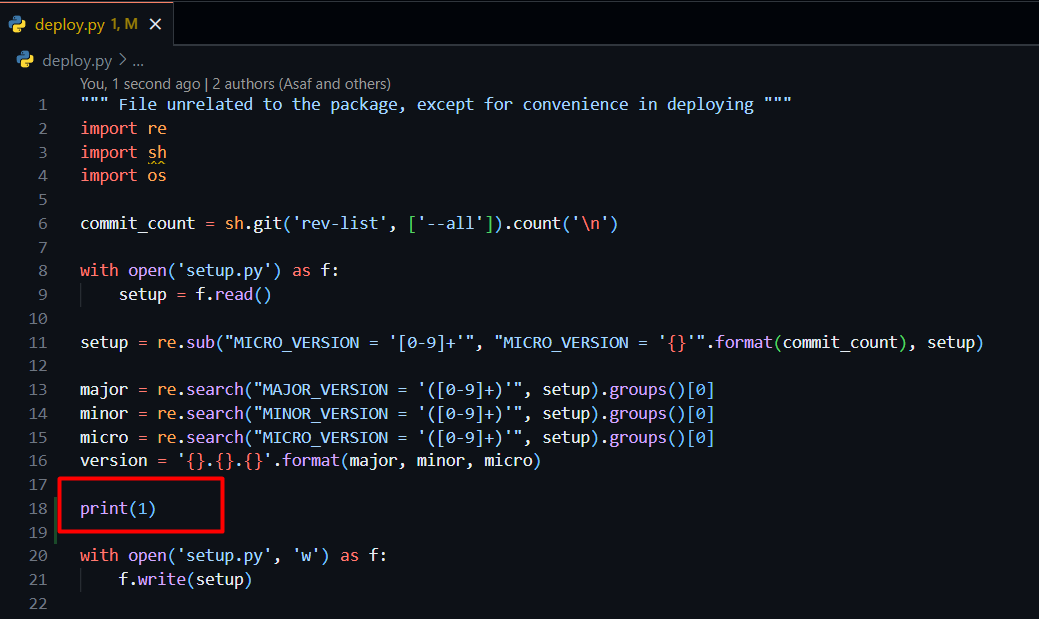 deploy.py 1, M
deploy.py > ...
You, 1 second ago | 2 authors (Asaf and others)
1 """ File unrelated to the package, except for convenience in deploying """
2 import re
3 import sh
4 import os
5
6 commit_count = sh.git('rev-list', ['--all']).count('\n')
7
8 with open('setup.py') as f:
9     setup = f.read()
10
11 setup = re.sub("MICRO_VERSION = '[0-9]+'", "MICRO_VERSION = '{}'".format(commit_count), setup)
12
13 major = re.search("MAJOR_VERSION = '([0-9]+)'", setup).groups()[0]
14 minor = re.search("MINOR_VERSION = '([0-9]+)'", setup).groups()[0]
15 micro = re.search("MICRO_VERSION = '([0-9]+)'", setup).groups()[0]
16 version = '{}.{}.{}'.format(major, minor, micro)
17
18 print(1)
19
20 with open('setup.py', 'w') as f:
21     f.write(setup)
22